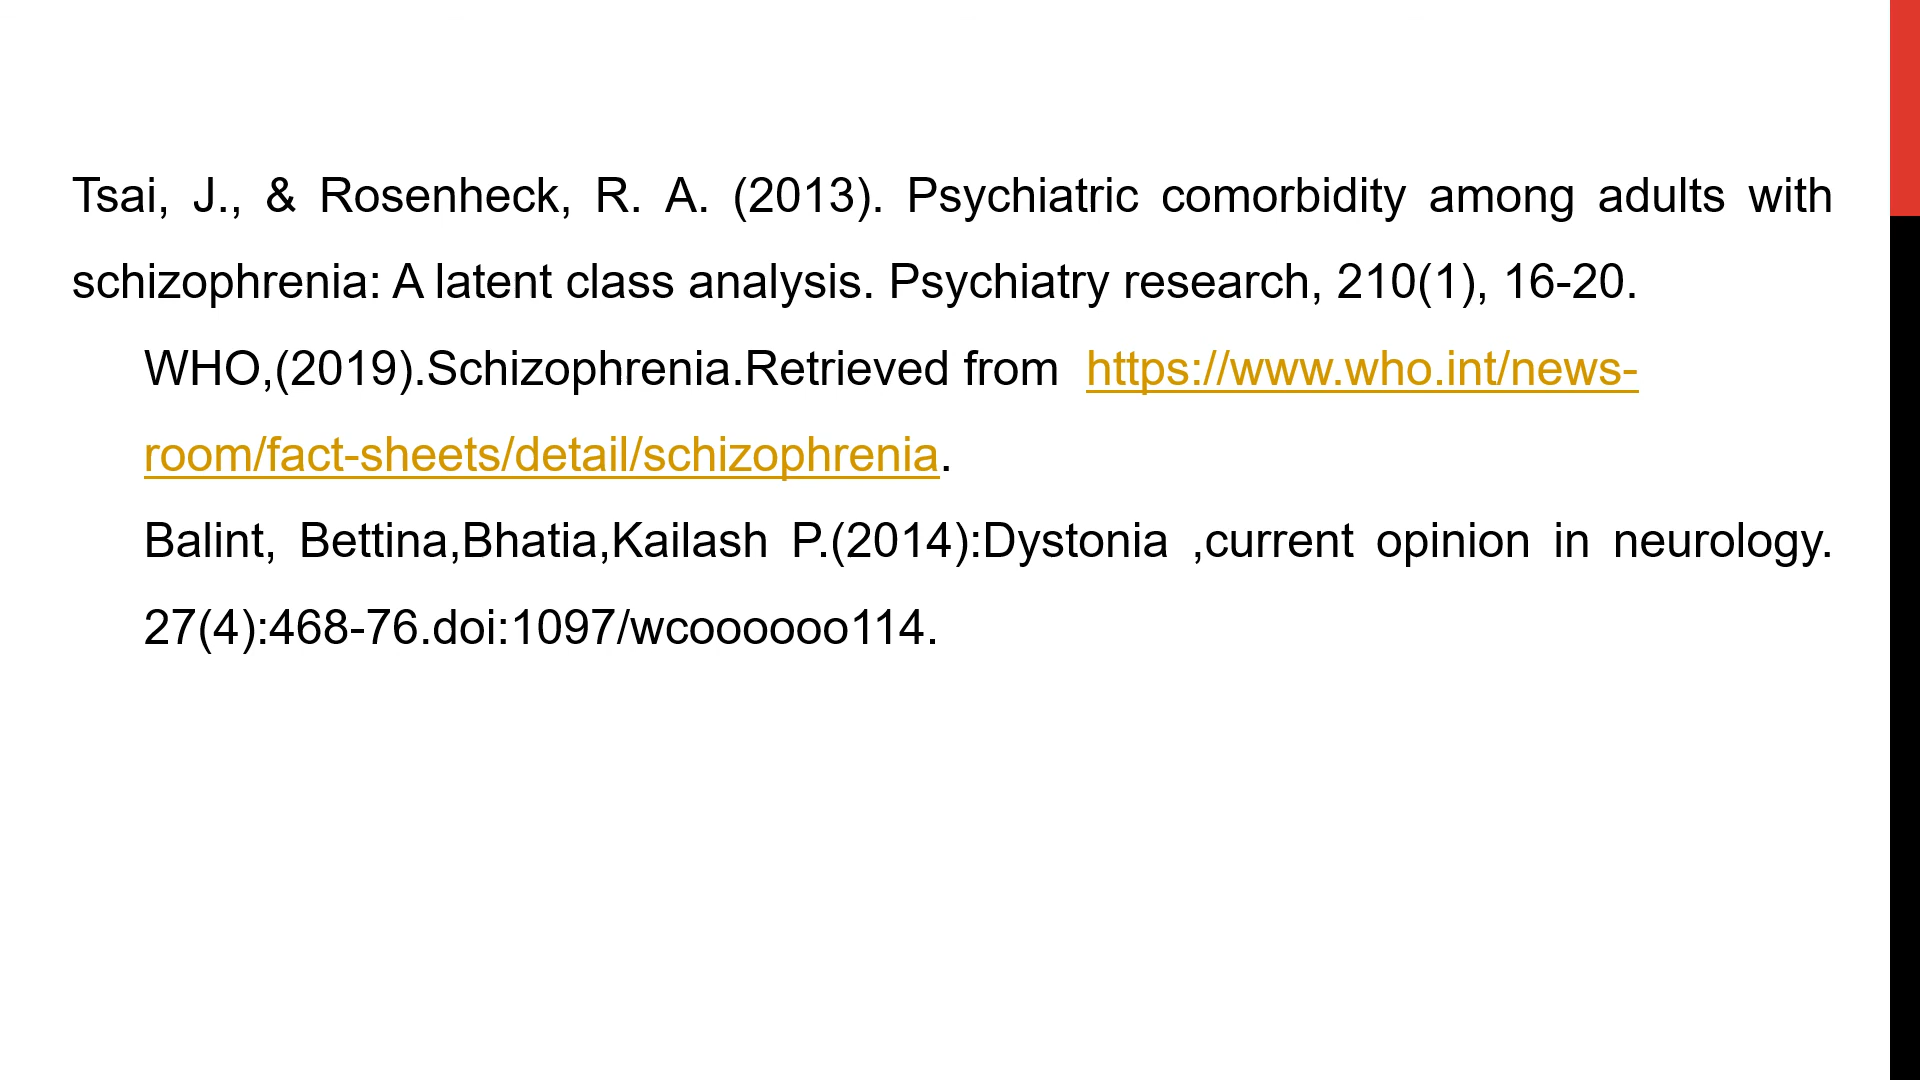 Tsai, J., & Rosenheck, R. A. (2013). Psychiatric comorbidity among adults with
schizophrenia: A latent class analysis. Psychiatry research, 210(1), 16-20.
WHO,(2019).Schizophrenia.Retrieved from https://www.who.int/news-
room/fact-sheets/detail/schizophrenia.
Balint, Bettina,Bhatia,Kailash P.(2014):Dystonia ,current opinion in neurology.
27(4):468-76.doi:1097/wcoooooo114.